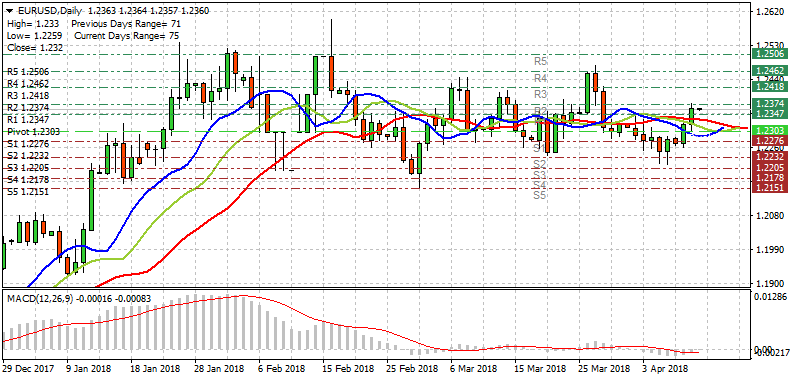 EURUSD,Daily 1.2363 1.2364 1.2357 1.2360
High= 1.233 Previous Days Range= 71
Low= 1.2259 Current Days Range= 75
Close= 1.232
R5 1.2506
R4 1.2462
R3 1.2418
R2 1.2374
R1 1.2347
Pivot 1.2303
S1 1.2276
S2 1.2232
S3 1.2205
S4 1.2178
S5 1.2151
R5
R4
R3
R2
S1
S2
S3
S4
S5
1.2620
1.2506
1.2462
1.2418
1.2374
1.2347
1.2303
1.2276
1.2232
1.2205
1.2178
1.2151
1.2080
1.1990
1.1900
MACD(12,26,9) -0.00016 -0.00083
0.01286
0.00
-0.00217
29 Dec 2017
9 Jan 2018
18 Jan 2018
28 Jan 2018
6 Feb 2018
15 Feb 2018
25 Feb 2018
6 Mar 2018
15 Mar 2018
25 Mar 2018
3 Apr 2018